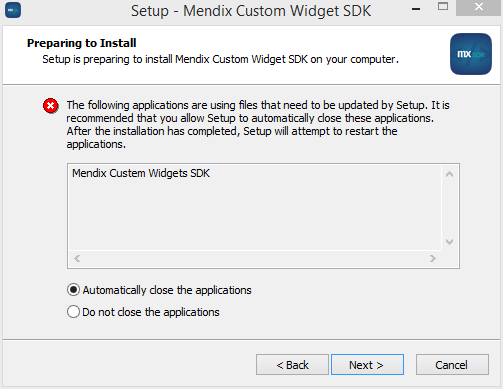 Setup - Mendix Custom Widget SDK
Preparing to Install
Setup is preparing to install Mendix Custom Widget SDK on your computer.
mx SDK
The following applications are using files that need to be updated by Setup. It is
recommended that you allow Setup to automatically close these applications.
After the installation has completed, Setup will attempt to restart the
applications.
Mendix Custem Widgets SDK
Automatically close the applications
Do not close the applications
< Back
Next >
Cancel